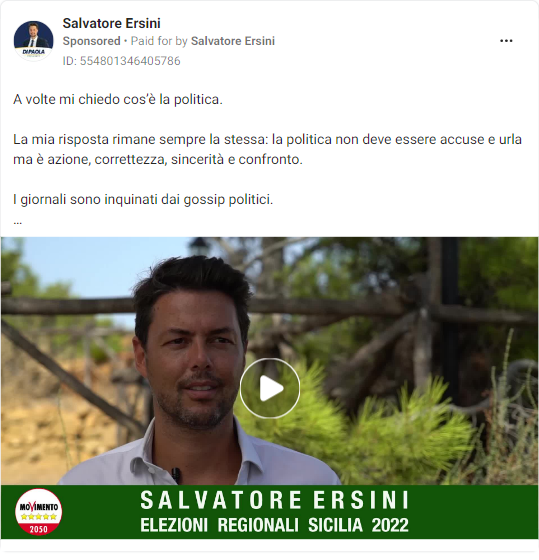 Salvatore Ersini
Sponsored • Paid for by Salvatore Ersini
ID: 554801346405786
DIPAOLA
A volte mi chiedo cos'è la politica.
La mia risposta rimane sempre la stessa: la politica non deve essere accuse e urla
ma è azione, correttezza, sincerità e confronto.
I giornali sono inquinati dai gossip politici.
...
MOVIMENTO
2050
SALVATORE ERSINI
ELEZIONI REGIONALI SICILIA 2022